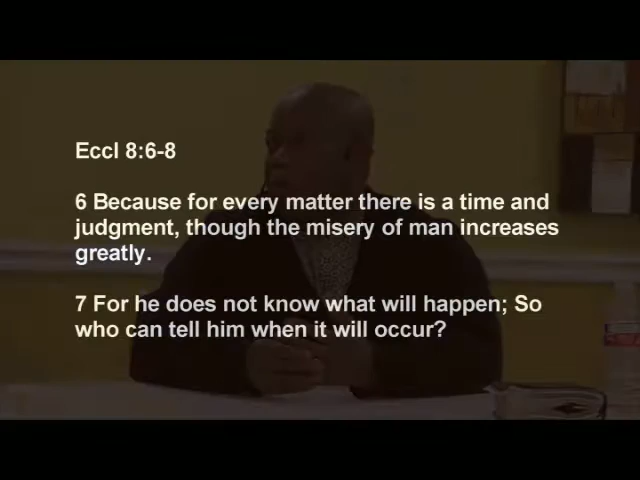 Eccl 8:6-8
6 Because for every matter there is a time and
judgment, though the misery of man increases
greatly.
7 For he does not know what will happen; So
who can tell him when it will occur?